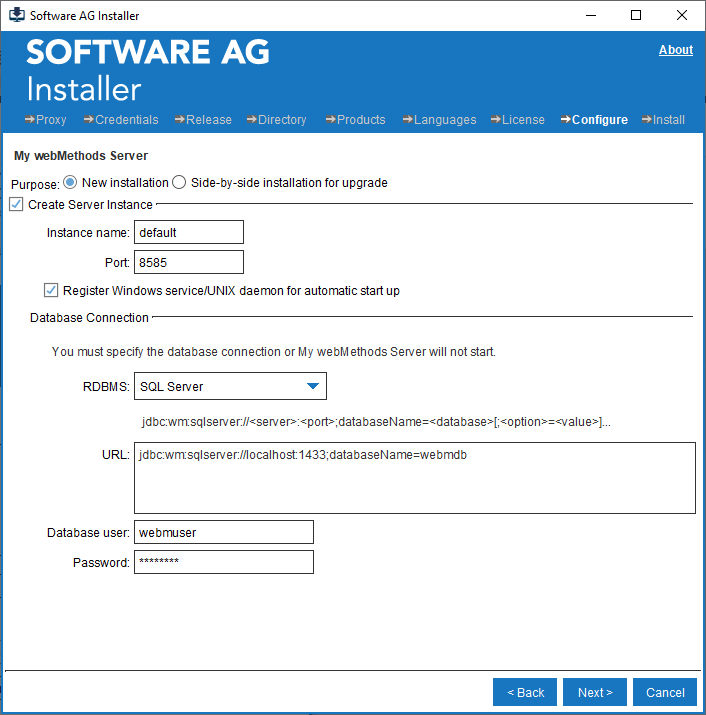 Software AG Installer
SOFTWARE AG
About
Installer
Proxy Credentials Release Directory Products Languages License Configure Install
My webMethods Server
Purpose: New installation Side-by-side installation for upgrade
Create Server Instance
Instance name: default
Port: 8585
Register Windows service/UNIX daemon for automatic start up
Database Connection
You must specify the database connection or My webMethods Server will not start.
RDBMS: SQL Server
jdbc:wm:sqlserver://<server>:<port>;databaseName=<database>[;<option>=<value>]...
URL: jdbc:wm:sqlserver://localhost:1433;databaseName=webmdb
Database user: webmuser
Password: ********
< Back Next > Cancel